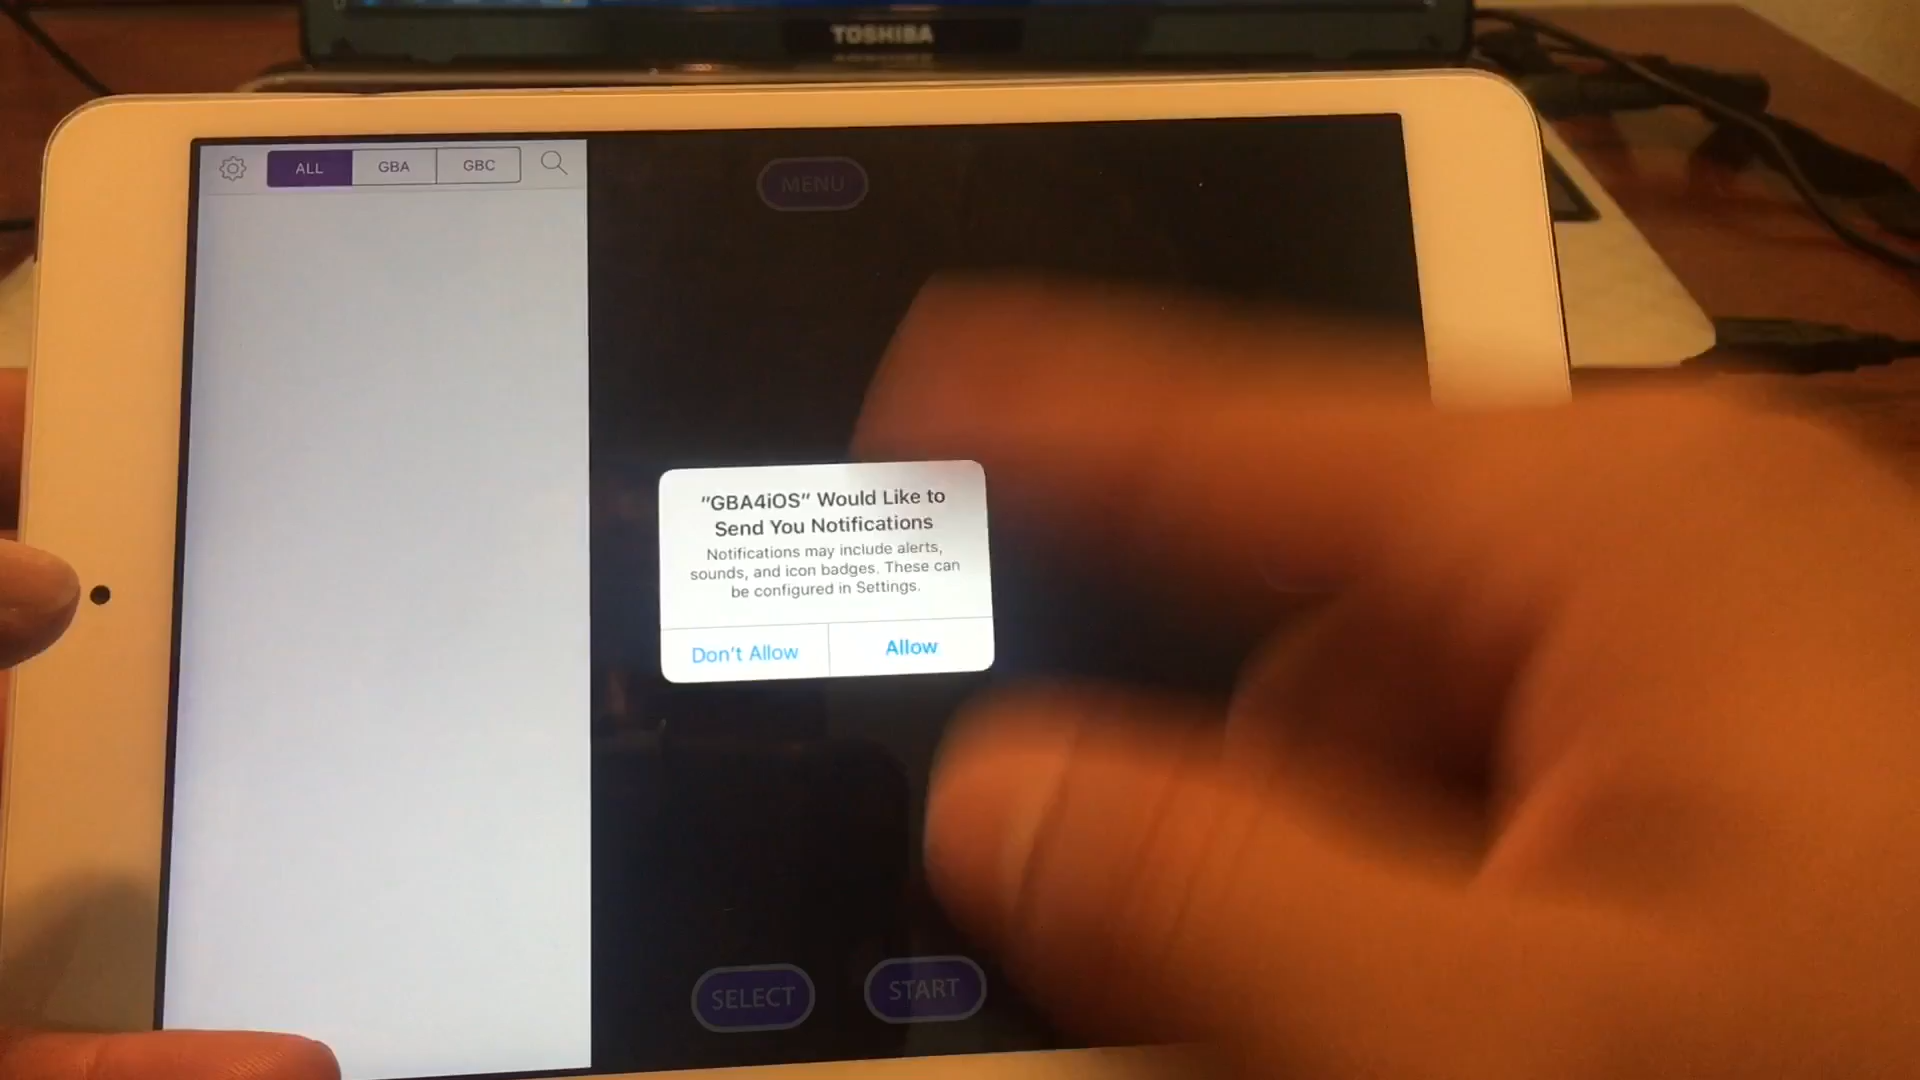 TOSHIBA
ALL GBA GBC
MENU
"GBA4iOS" Would Like to
Send You Notifications
Notifications may include alerts,
sounds, and icon badges. These can
be configured in Settings.
Don't Allow Allow
SELECT START